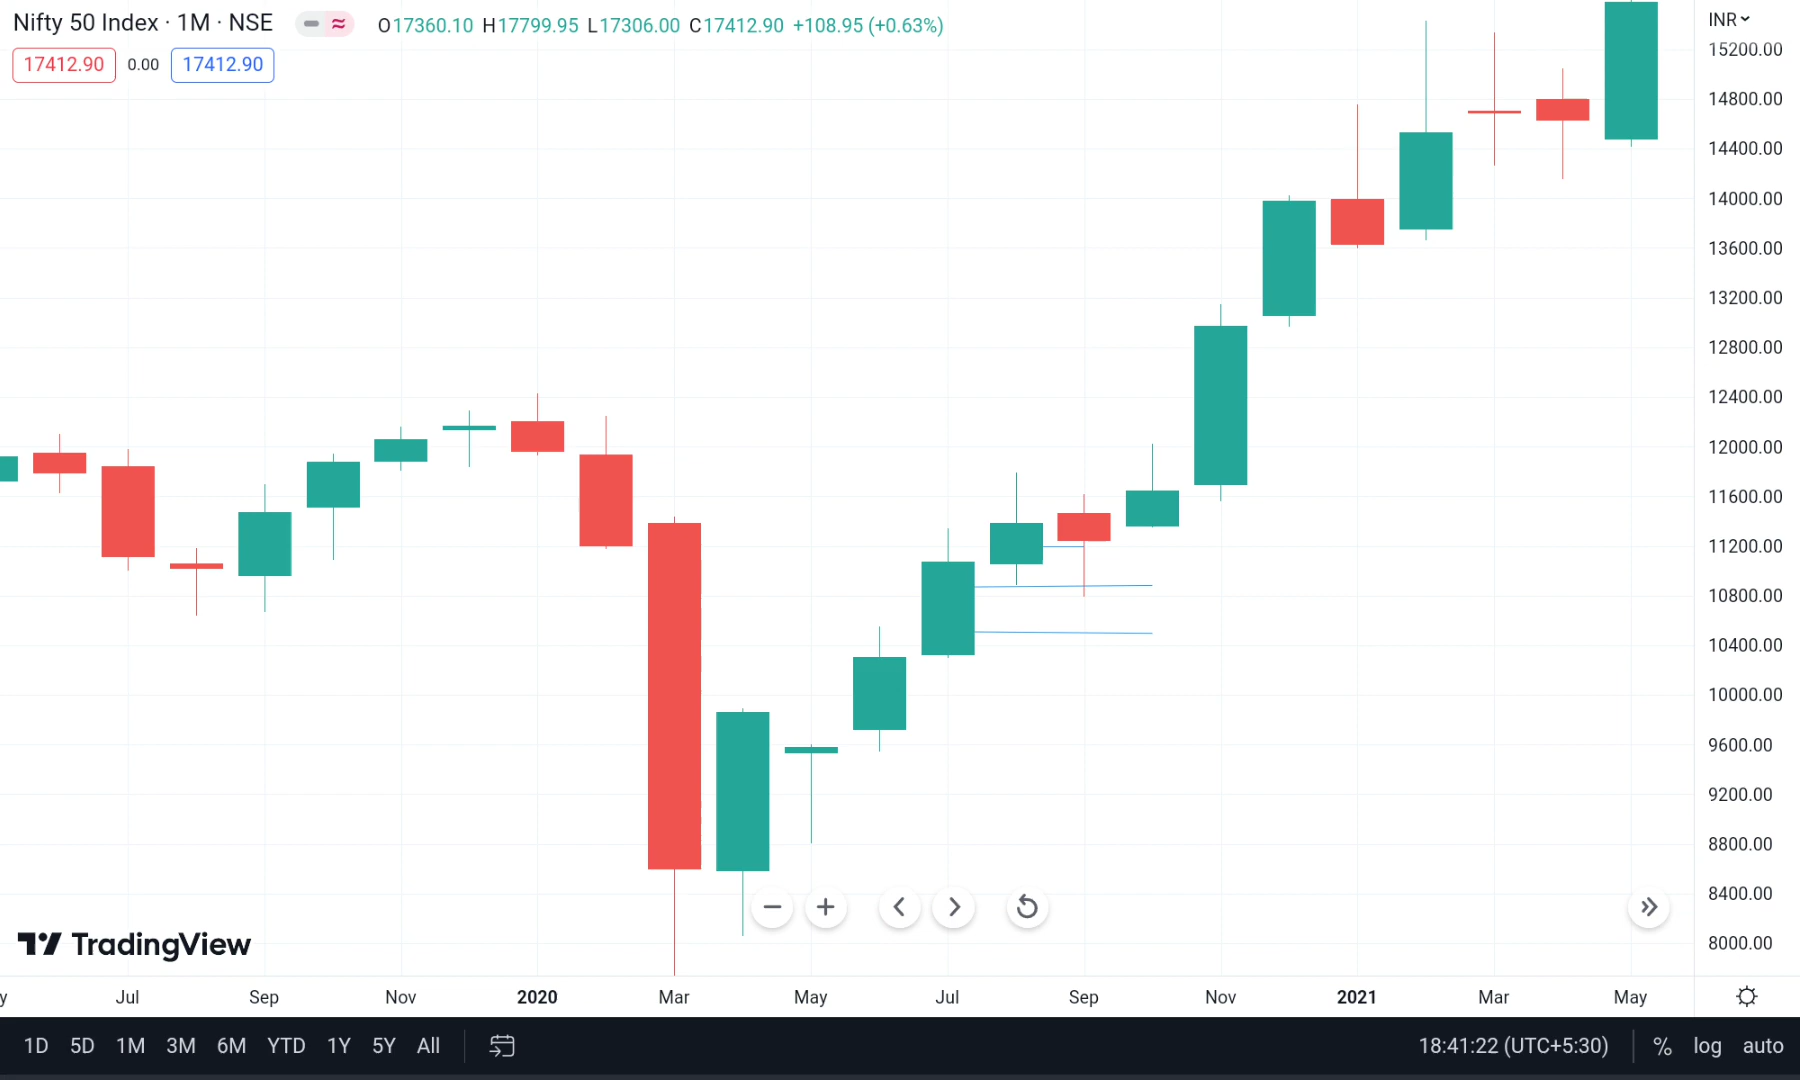 Nifty 50 Index · 1M · NSE
O17360.10 H17799.95 L17306.00 C17412.90 +108.95 (+0.63%)
17412.90 0.00 17412.90
INR
15200.00
14800.00
14400.00
14000.00
13600.00
13200.00
12800.00
12400.00
12000.00
11600.00
11200.00
10800.00
10400.00
10000.00
9600.00
9200.00
8800.00
8400.00
8000.00
TradingView
y Jul Sep Nov 2020 Mar May Jul Sep Nov 2021 Mar May
1D 5D 1M 3M 6M YTD 1Y 5Y All
18:41:22 (UTC+5:30) % log auto